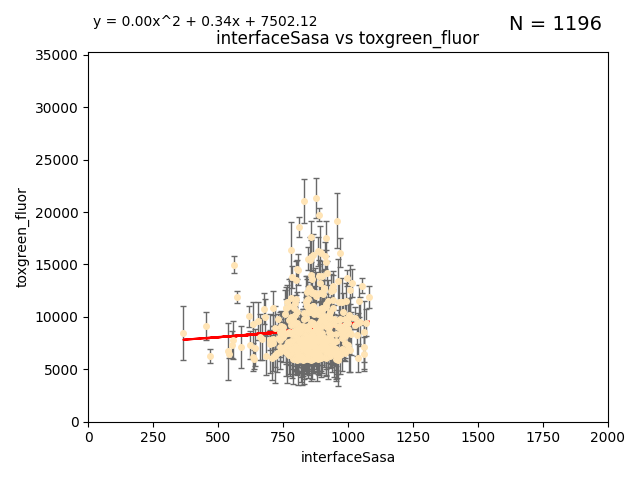 y = 0.00x^2 + 0.34x + 7502.12
N = 1196
interfaceSasa vs toxgreen_fluor
35000
30000
25000
20000
15000
10000
5000
0
toxgreen_fluor
0 250 500 750 1000 1250 1500 1750 2000
interfaceSasa